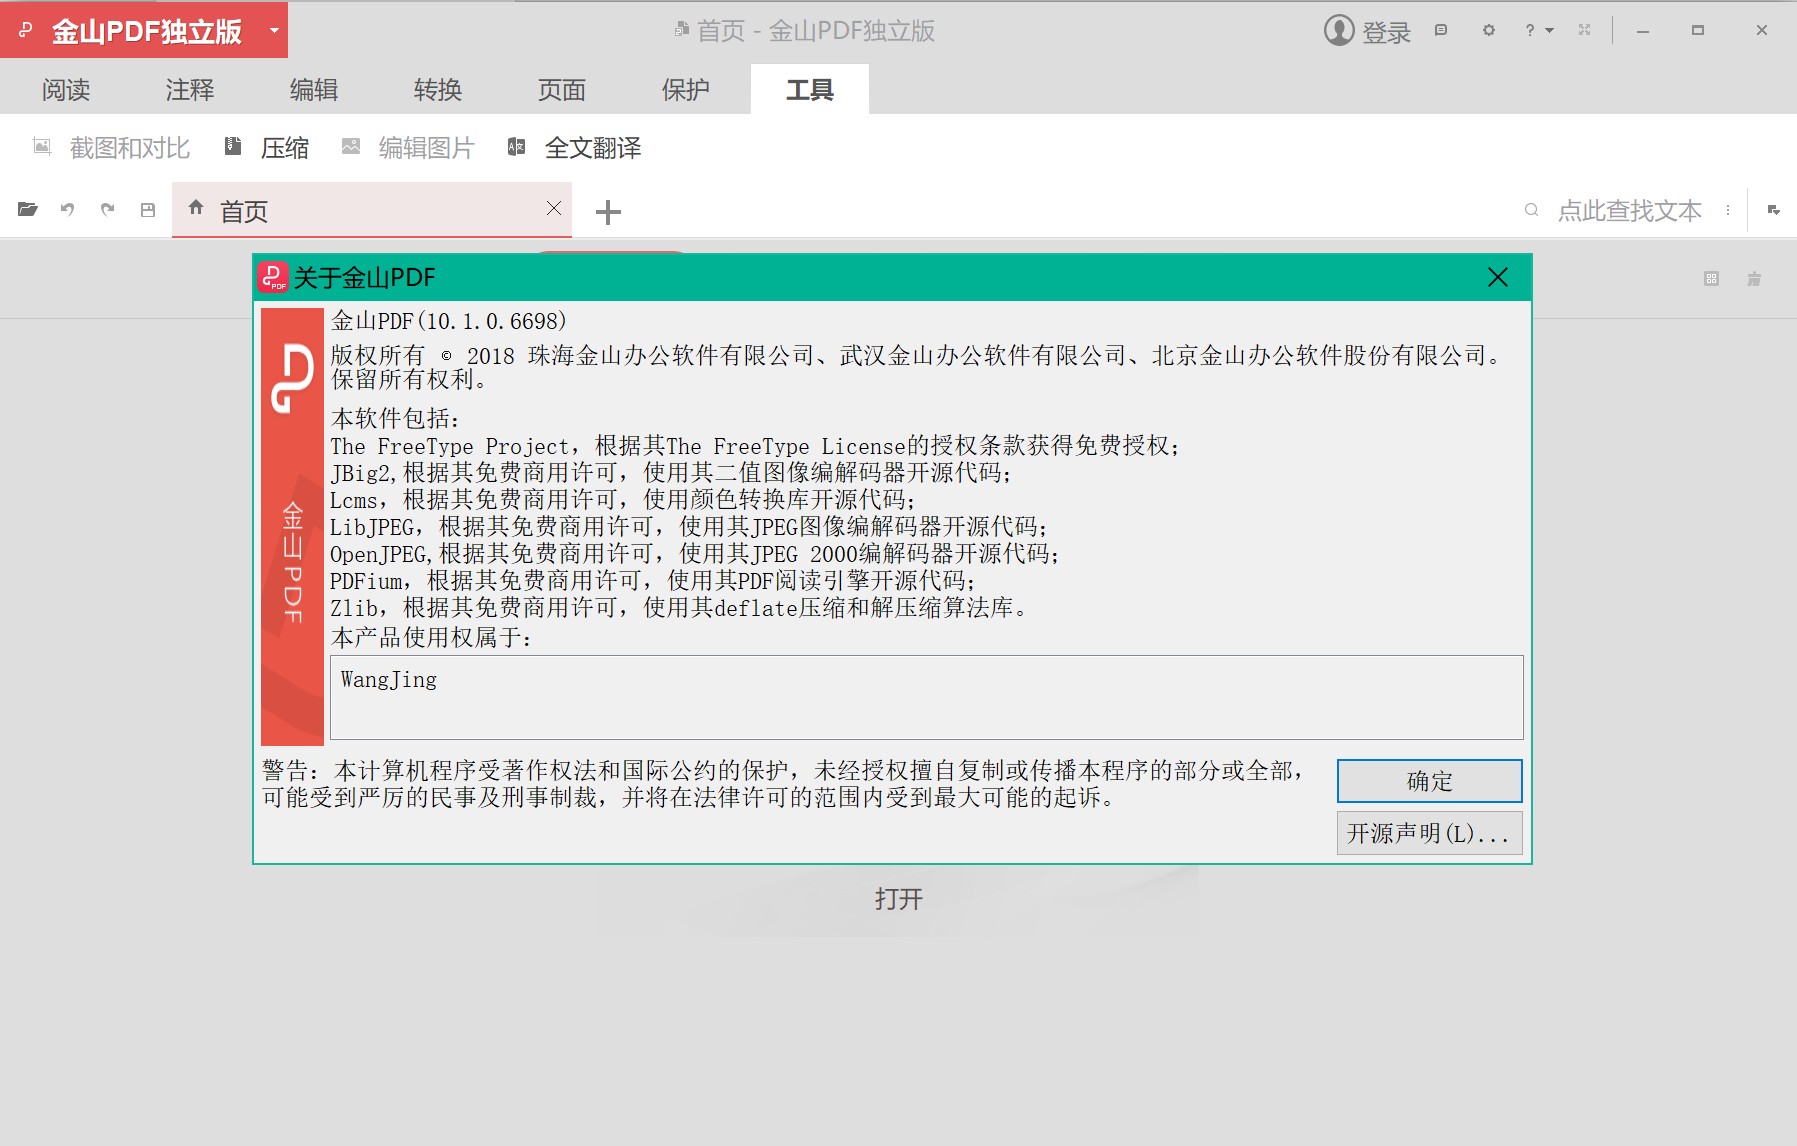 金山PDF独立版
首页 - 金山PDF独立版
登录
阅读 注释 编辑 转换 页面 保护 工具
截图和对比 压缩 编辑图片 全文翻译
首页
点此查找文本
关于金山PDF
金山PDF(10.1.0.6698)
版权所有 © 2018 珠海金山办公软件有限公司、武汉金山办公软件有限公司、北京金山办公软件股份有限公司。
保留所有权利。
本软件包括：
The FreeType Project，根据其The FreeType License的授权条款获得免费授权；
JBig2,根据其免费商用许可，使用其二值图像编解码器开源代码；
Lcms，根据其免费商用许可，使用颜色转换库开源代码；
LibJPEG，根据其免费商用许可，使用其JPEG图像编解码器开源代码；
OpenJPEG,根据其免费商用许可，使用其JPEG 2000编解码器开源代码；
PDFium，根据其免费商用许可，使用其PDF阅读引擎开源代码；
Zlib，根据其免费商用许可，使用其deflate压缩和解压缩算法库。
本产品使用权属于：
WangJing
金山PDF
警告：本计算机程序受著作权法和国际公约的保护，未经授权擅自复制或传播本程序的部分或全部，
可能受到严厉的民事及刑事制裁，并将在法律许可的范围内受到最大可能的起诉。
确定
开源声明(L)...
打开